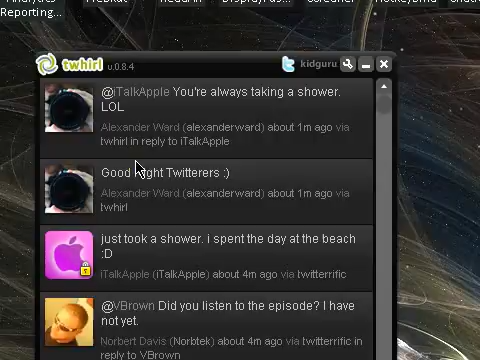 Reporting...
twhirl v.0.8.4
kidguru
@iTalkApple You're always taking a shower.
LOL
Alexander Ward (alexanderward) about 1m ago via
twhirl in reply to iTalkApple
Good Night Twitterers :)
Alexander Ward (alexanderward) about 1m ago via
twhirl
just took a shower. i spent the day at the beach
:D
iTalkApple (iTalkApple) about 4m ago via twitterrific
@VBrown Did you listen to the episode? I have
not yet.
Norbert Davis (Norbtek) about 4m ago via twitterrific in
reply to VBrown